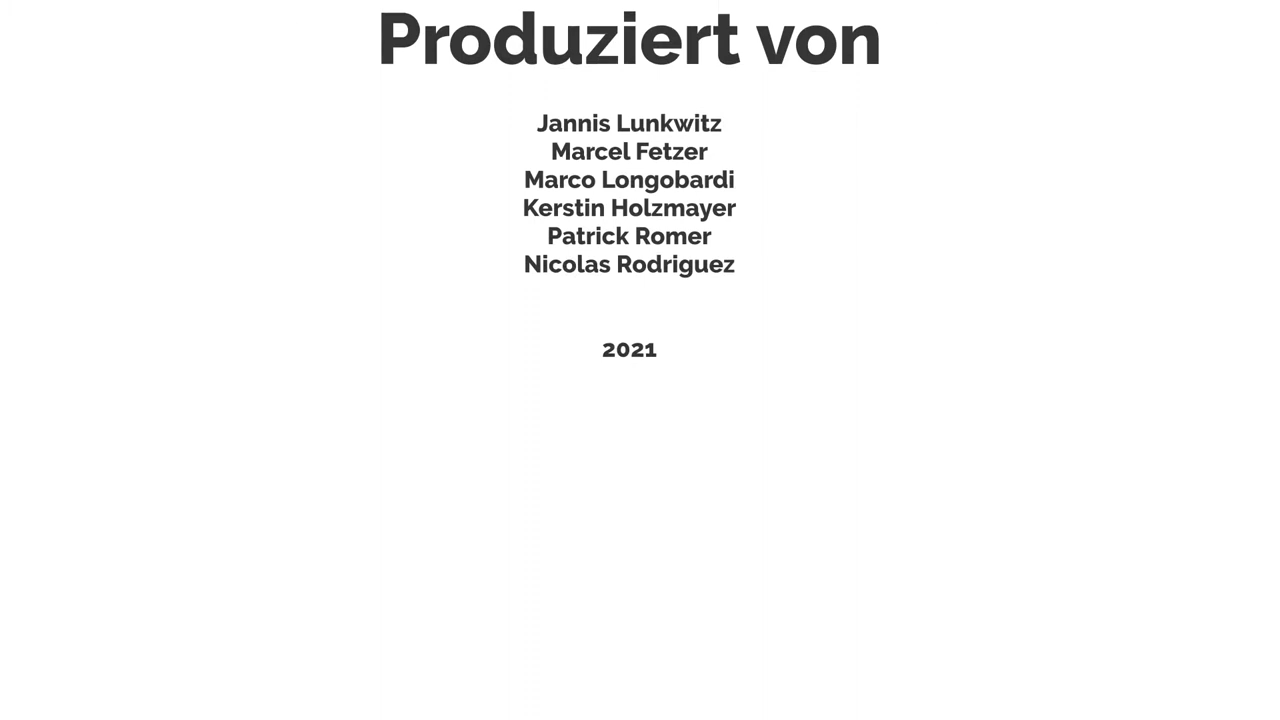 Produziert von
Jannis Lunkwitz
Marcel Fetzer
Marco Longobardi
Kerstin Holzmayer
Patrick Romer
Nicolas Rodriguez
2021